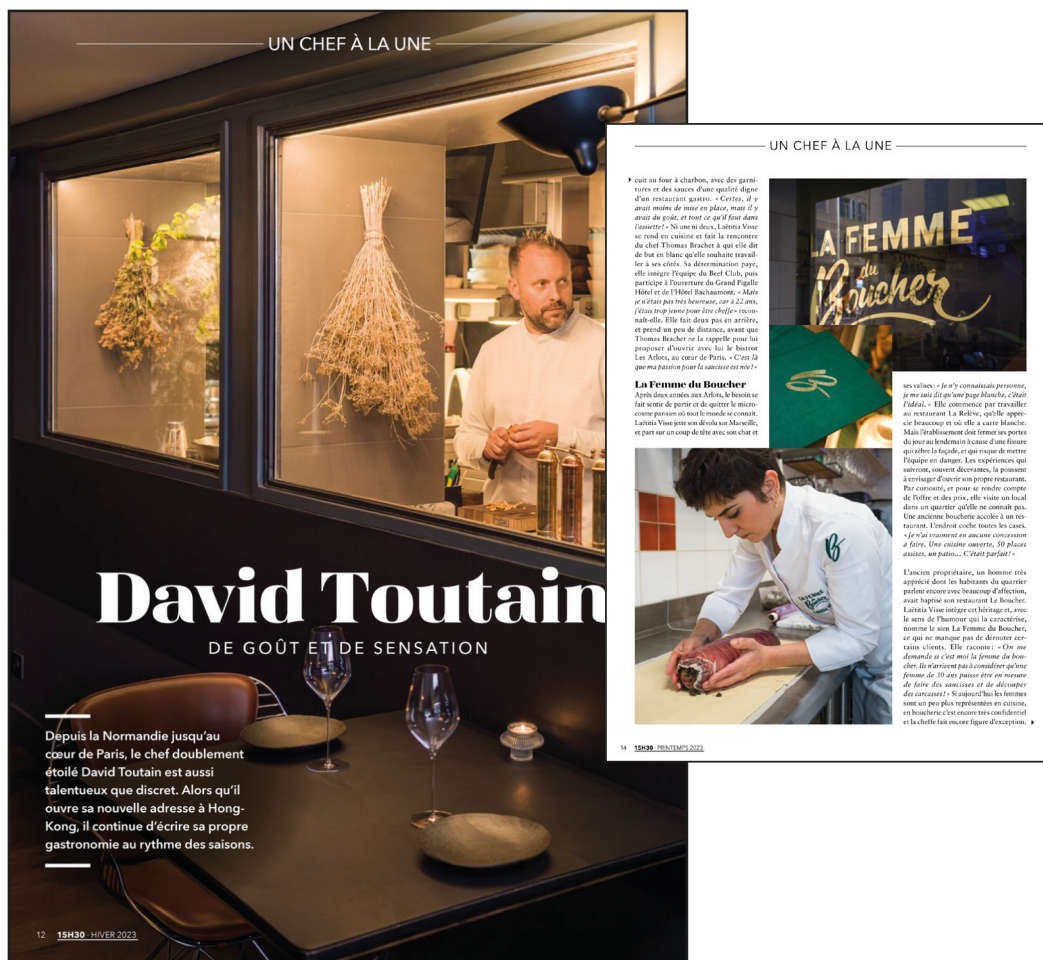 UN CHEF À LA UNE
David Toutain
DE GOÛT ET DE SENSATION
Depuis la Normandie jusqu'au
cœur de Paris, le chef doublement
étoilé David Toutain est aussi
talentueux que discret. Alors qu'il
ouvre sa nouvelle adresse à Hong-
Kong, il continue d'écrire sa propre
gastronomie au rythme des saisons.
12 15H30 · HIVER 2023
UN CHEF À LA UNE
cuit au four à charbon, avec des garni-
tures et des sauces d'une qualité digne
d'un restaurant gastro. « Certes, il y
avait moins de mise en place, mais il y
avait du goût, et tout ce qu'il faut dans
l'assiette ! » Ni une ni deux, Laëtitia Visse
se rend en cuisine et fait la rencontre
du chef Thomas Brachet à qui elle dit
de but en blanc qu'elle souhaite travail-
ler à ses côtés. Sa détermination paye,
elle intègre l'équipe du Beef Club, puis
participe à l'ouverture du Grand Pigalle
Hôtel et de l'Hôtel Bachaumont. « Mais
je n'étais pas très heureuse, car à 22 ans,
j'étais trop jeune pour être cheffe » recon-
naît-elle. Elle fait deux pas en arrière,
et prend un peu de distance, avant que
Thomas Brachet ne la rappelle pour lui
proposer d'ouvrir avec lui le bistrot
Les Arlots, au cœur de Paris. « C'est là
que ma passion pour la saucisse est née ! »
La Femme du Boucher
Après deux années aux Arlots, le besoin se
fait sentir de partir et de quitter le micro-
cosme parisien où tout le monde se connaît.
Laëtitia Visse jette son dévolu sur Marseille,
et part sur un coup de tête avec son chat et
LA FEMME
du
Boucher
ses valises : « Je n'y connaissais personne,
je me suis dit qu'une page blanche, c'était
l'idéal. » Elle commence par travailler
au restaurant La Relève, qu'elle appré-
cie beaucoup et où elle a carte blanche.
Mais l'établissement doit fermer ses portes
du jour au lendemain à cause d'une fissure
qui zèbre la façade, et qui risque de mettre
l'équipe en danger. Les expériences qui
suivront, souvent décevantes, la poussent
à envisager d'ouvrir son propre restaurant.
Par curiosité, et pour se rendre compte
de l'offre et des prix, elle visite un local
dans un quartier qu'elle ne connaît pas.
Une ancienne boucherie accolée à un res-
taurant. L'endroit coche toutes les cases.
« Je n'ai vraiment eu aucune concession
à faire. Une cuisine ouverte, 50 places
assises, un patio... C'était parfait ! »
L'ancien propriétaire, un homme très
apprécié dont les habitants du quartier
parlent encore avec beaucoup d'affection,
avait baptisé son restaurant Le Boucher.
Laëtitia Visse intègre cet héritage et, avec
le sens de l'humour qui la caractérise,
nomme le sien La Femme du Boucher,
ce qui ne manque pas de dérouter cer-
tains clients. Elle raconte : « On me
demande si c'est moi la femme du bou-
cher. Ils n'arrivent pas à considérer qu'une
femme de 30 ans puisse être en mesure
de faire des saucisses et de découper
des carcasses ! » Si aujourd'hui les femmes
sont un peu plus représentées en cuisine,
en boucherie c'est encore très confidentiel
et la cheffe fait encore figure d'exception.
B
14 15H30 · PRINTEMPS 2023